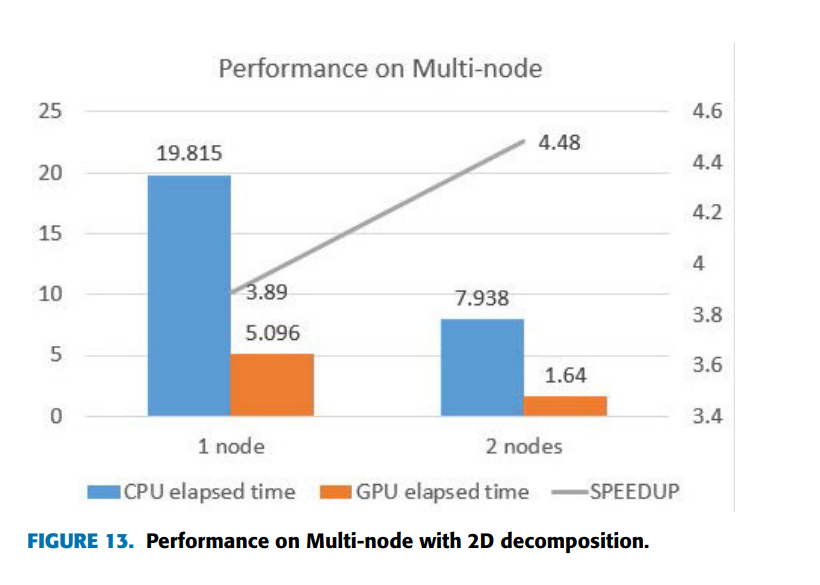 Performance on Multi-node
25
20
15
10
5
0
4.6
4.4
4.2
4
3.8
3.6
3.4
19.815
3.89
5.096
4.48
7.938
1.64
1 node
2 nodes
CPU elapsed time
GPU elapsed time
SPEEDUP
FIGURE 13. Performance on Multi-node with 2D decomposition.